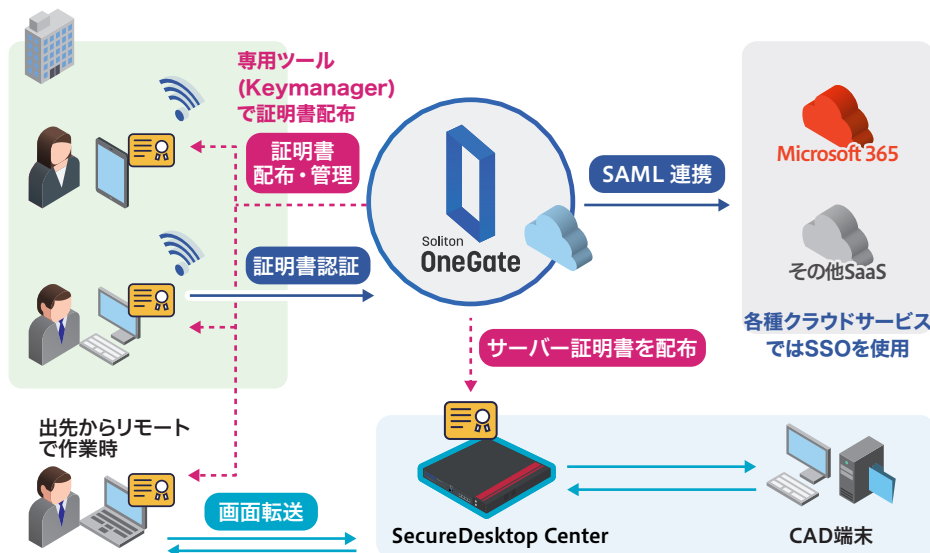 専用ツール
(Keymanager)
で証明書配布
証明書
配布・管理
証明書認証
Soliton
OneGate
SAML 連携
Microsoft 365
その他SaaS
各種クラウドサービス
ではSSOを使用
サーバー証明書を配布
出先からリモート
で作業時
画面転送
SecureDesktop Center
CAD端末